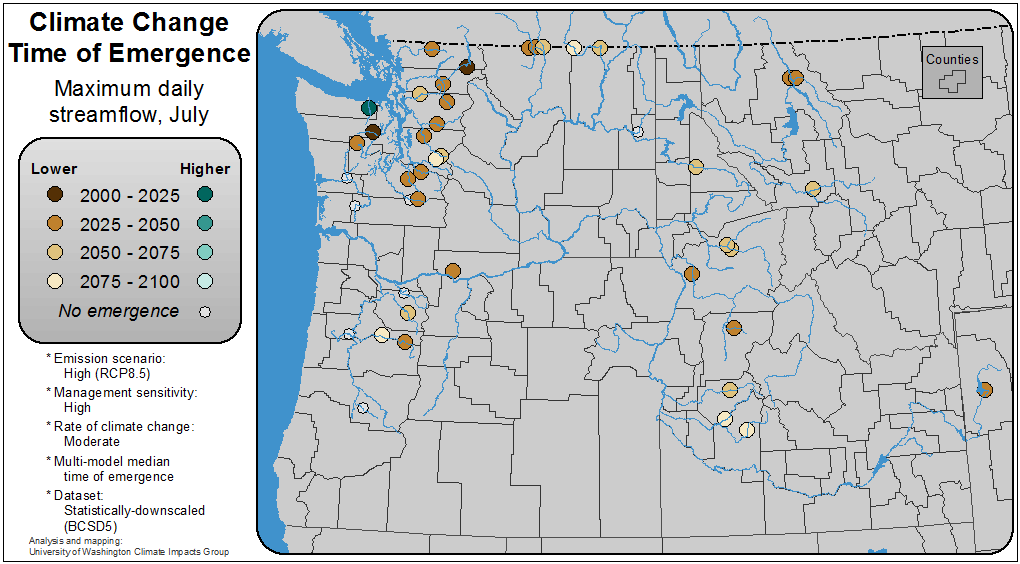 Climate Change
Time of Emergence
Maximum daily
streamflow, July
Lower Higher
2000 - 2025
2025 - 2050
2050 - 2075
2075 - 2100
No emergence
* Emission scenario:
High (RCP8.5)
* Management sensitivity:
High
* Rate of climate change:
Moderate
* Multi-model median
time of emergence
* Dataset:
Statistically-downscaled
(BCSD5)
Analysis and mapping:
University of Washington Climate Impacts Group
Counties